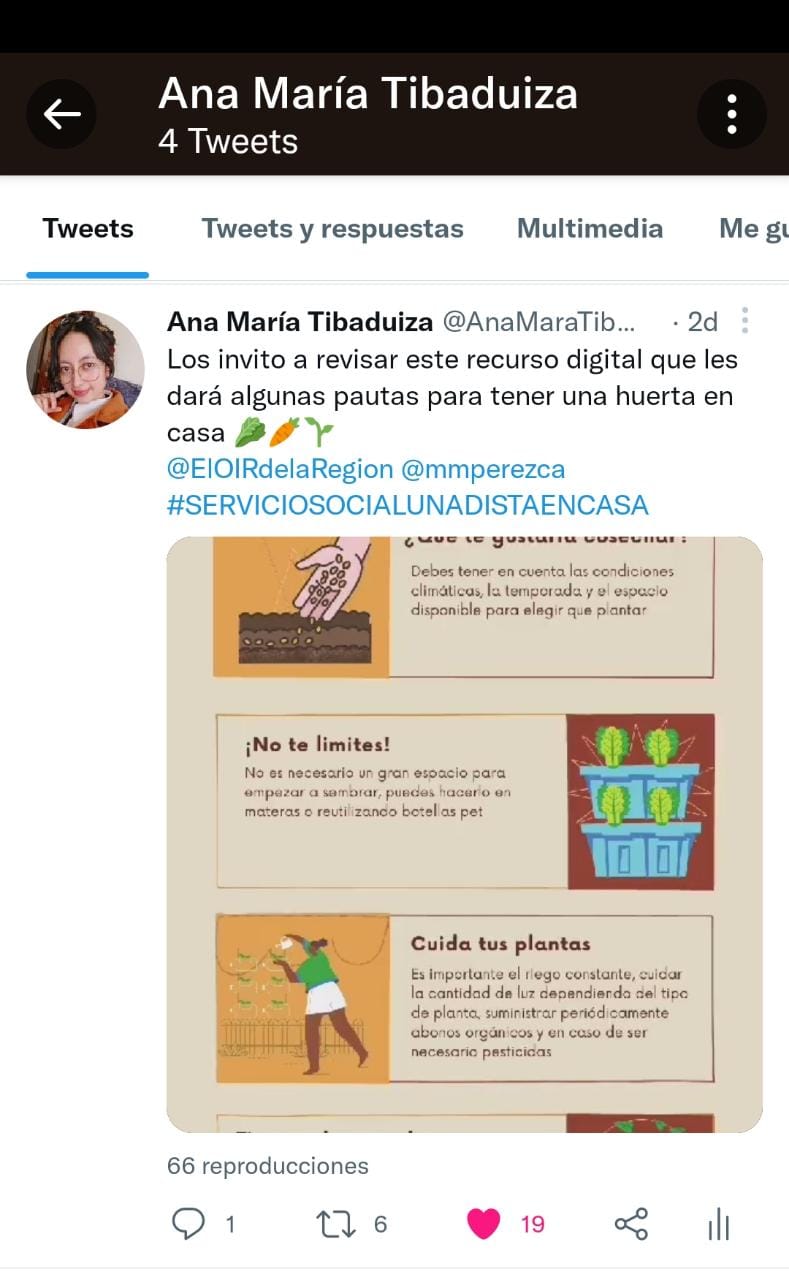 Ana María Tibaduiza
4 Tweets
Tweets
Tweets y respuestas
Multimedia
Me gu
Ana María Tibaduiza @AnaMaraTib... · 2d
Los invito a revisar este recurso digital que les
dará algunas pautas para tener una huerta en
casa 🥬🥕🌱
@ElOIRdelaRegion @mmperezca
#SERVICIOSOCIALUNADISTAENCASA
¿Que te gustaría cosechar?
Debes tener en cuenta las condiciones
climáticas, la temporada y el espacio
disponible para elegir que plantar
¡No te limites!
No es necesario un gran espacio para
empezar a sembrar, puedes hacerlo en
materas o reutilizando botellas pet
Cuida tus plantas
Es importante el riego constante, cuidar
la cantidad de luz dependiendo del tipo
de planta, suministrar periódicamente
abonos orgánicos y en caso de ser
necesario pesticidas
66 reproducciones
1
6
19